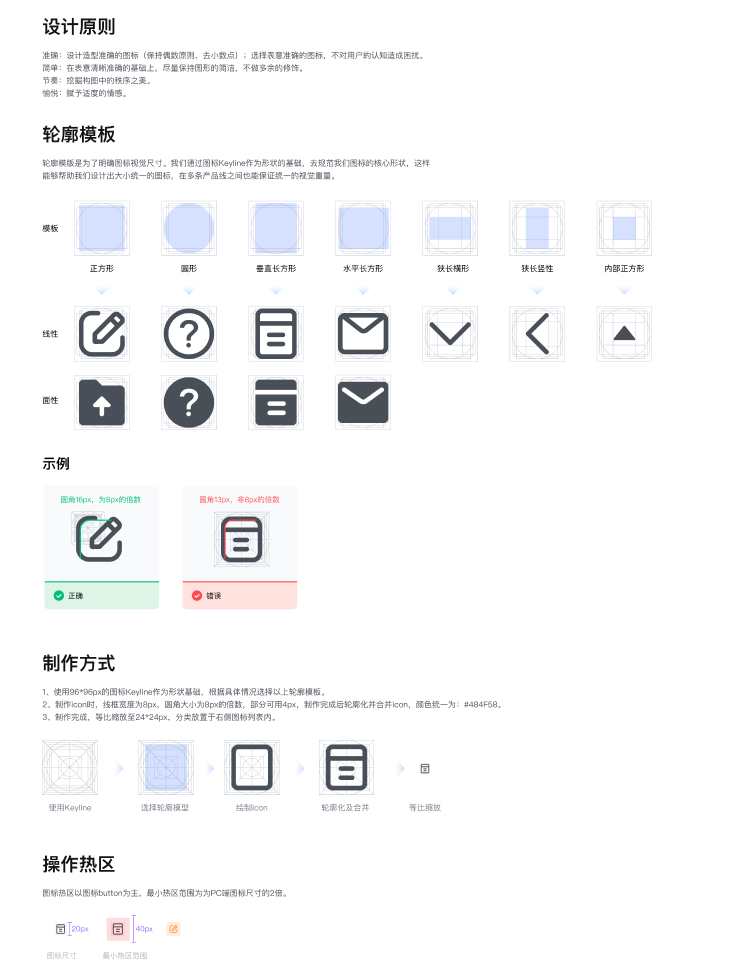 设计原则
准确：设计造型准确的图标（保持偶数原则，去小数点）；选择表意准确的图标，不对用户的认知造成困扰。
简单：在表意清晰准确的基础上，尽量保持图形的简洁，不做多余的修饰。
节奏：挖掘构图中的秩序之美。
愉悦：赋予适度的情感。
轮廓模板
轮廓模版是为了明确图标视觉尺寸。我们通过图标Keyline作为形状的基础，去规范我们图标的核心形状，这样
能够帮助我们设计出大小统一的图标，在多条产品线之间也能保证统一的视觉重量。
模板
正方形 圆形 垂直长方形 水平长方形 狭长横形 狭长竖性 内部正方形
线性
面性
示例
圆角16px，为8px的倍数 圆角13px，非8px的倍数
正确 错误
制作方式
1、使用96*96px的图标Keyline作为形状基础，根据具体情况选择以上轮廓模板。
2、制作icon时，线框宽度为8px，圆角大小为8px的倍数，部分可用4px，制作完成后轮廓化并合并icon，颜色统一为：#484F58。
3、制作完成，等比缩放至24*24px，分类放置于右侧图标列表内。
使用Keyline 选择轮廓模型 绘制icon 轮廓化及合并 等比缩放
操作热区
图标热区以图标button为主，最小热区范围为为PC端图标尺寸的2倍。
20px 40px
图标尺寸 最小热区范围